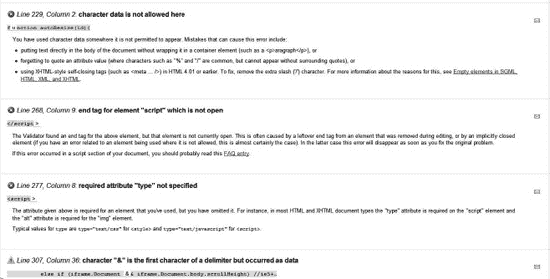 Line 229, Column 2: character data is not allowed here
function autoResize(id){
You have used character data somewhere it is not permitted to appear. Mistakes that can cause this error include:
• putting text directly in the body of the document without wrapping it in a container element (such as a <p>aragraph</p>), or
• forgetting to quote an attribute value (where characters such as "%" and "/" are common, but cannot appear without surrounding quotes), or
• using XHTML-style self-closing tags (such as <meta ... />) in HTML 4.01 or earlier. To fix, remove the extra slash ('/') character. For more information about the reasons for this, see Empty elements in SGML,
HTML, XML, and XHTML.
Line 268, Column 9: end tag for element "script" which is not open
</script>
The Validator found an end tag for the above element, but that element is not currently open. This is often caused by a leftover end tag from an element that was removed during editing, or by an implicitly closed
element (if you have an error related to an element being used where it is not allowed, this is almost certainly the case). In the latter case this error will disappear as soon as you fix the original problem.
If this error occurred in a script section of your document, you should probably read this FAQ entry.
Line 277, Column 8: required attribute "type" not specified
<script>
The attribute given above is required for an element that you've used, but you have omitted it. For instance, in most HTML and XHTML document types the "type" attribute is required on the "script" element and
the "alt" attribute is required for the "img" element.
Typical values for type are type="text/css" for <style> and type="text/javascript" for <script>.
Line 307, Column 36: character "&" is the first character of a delimiter but occurred as data
else if (iframe.Document && iframe.Document.body.scrollHeight) //ie5+